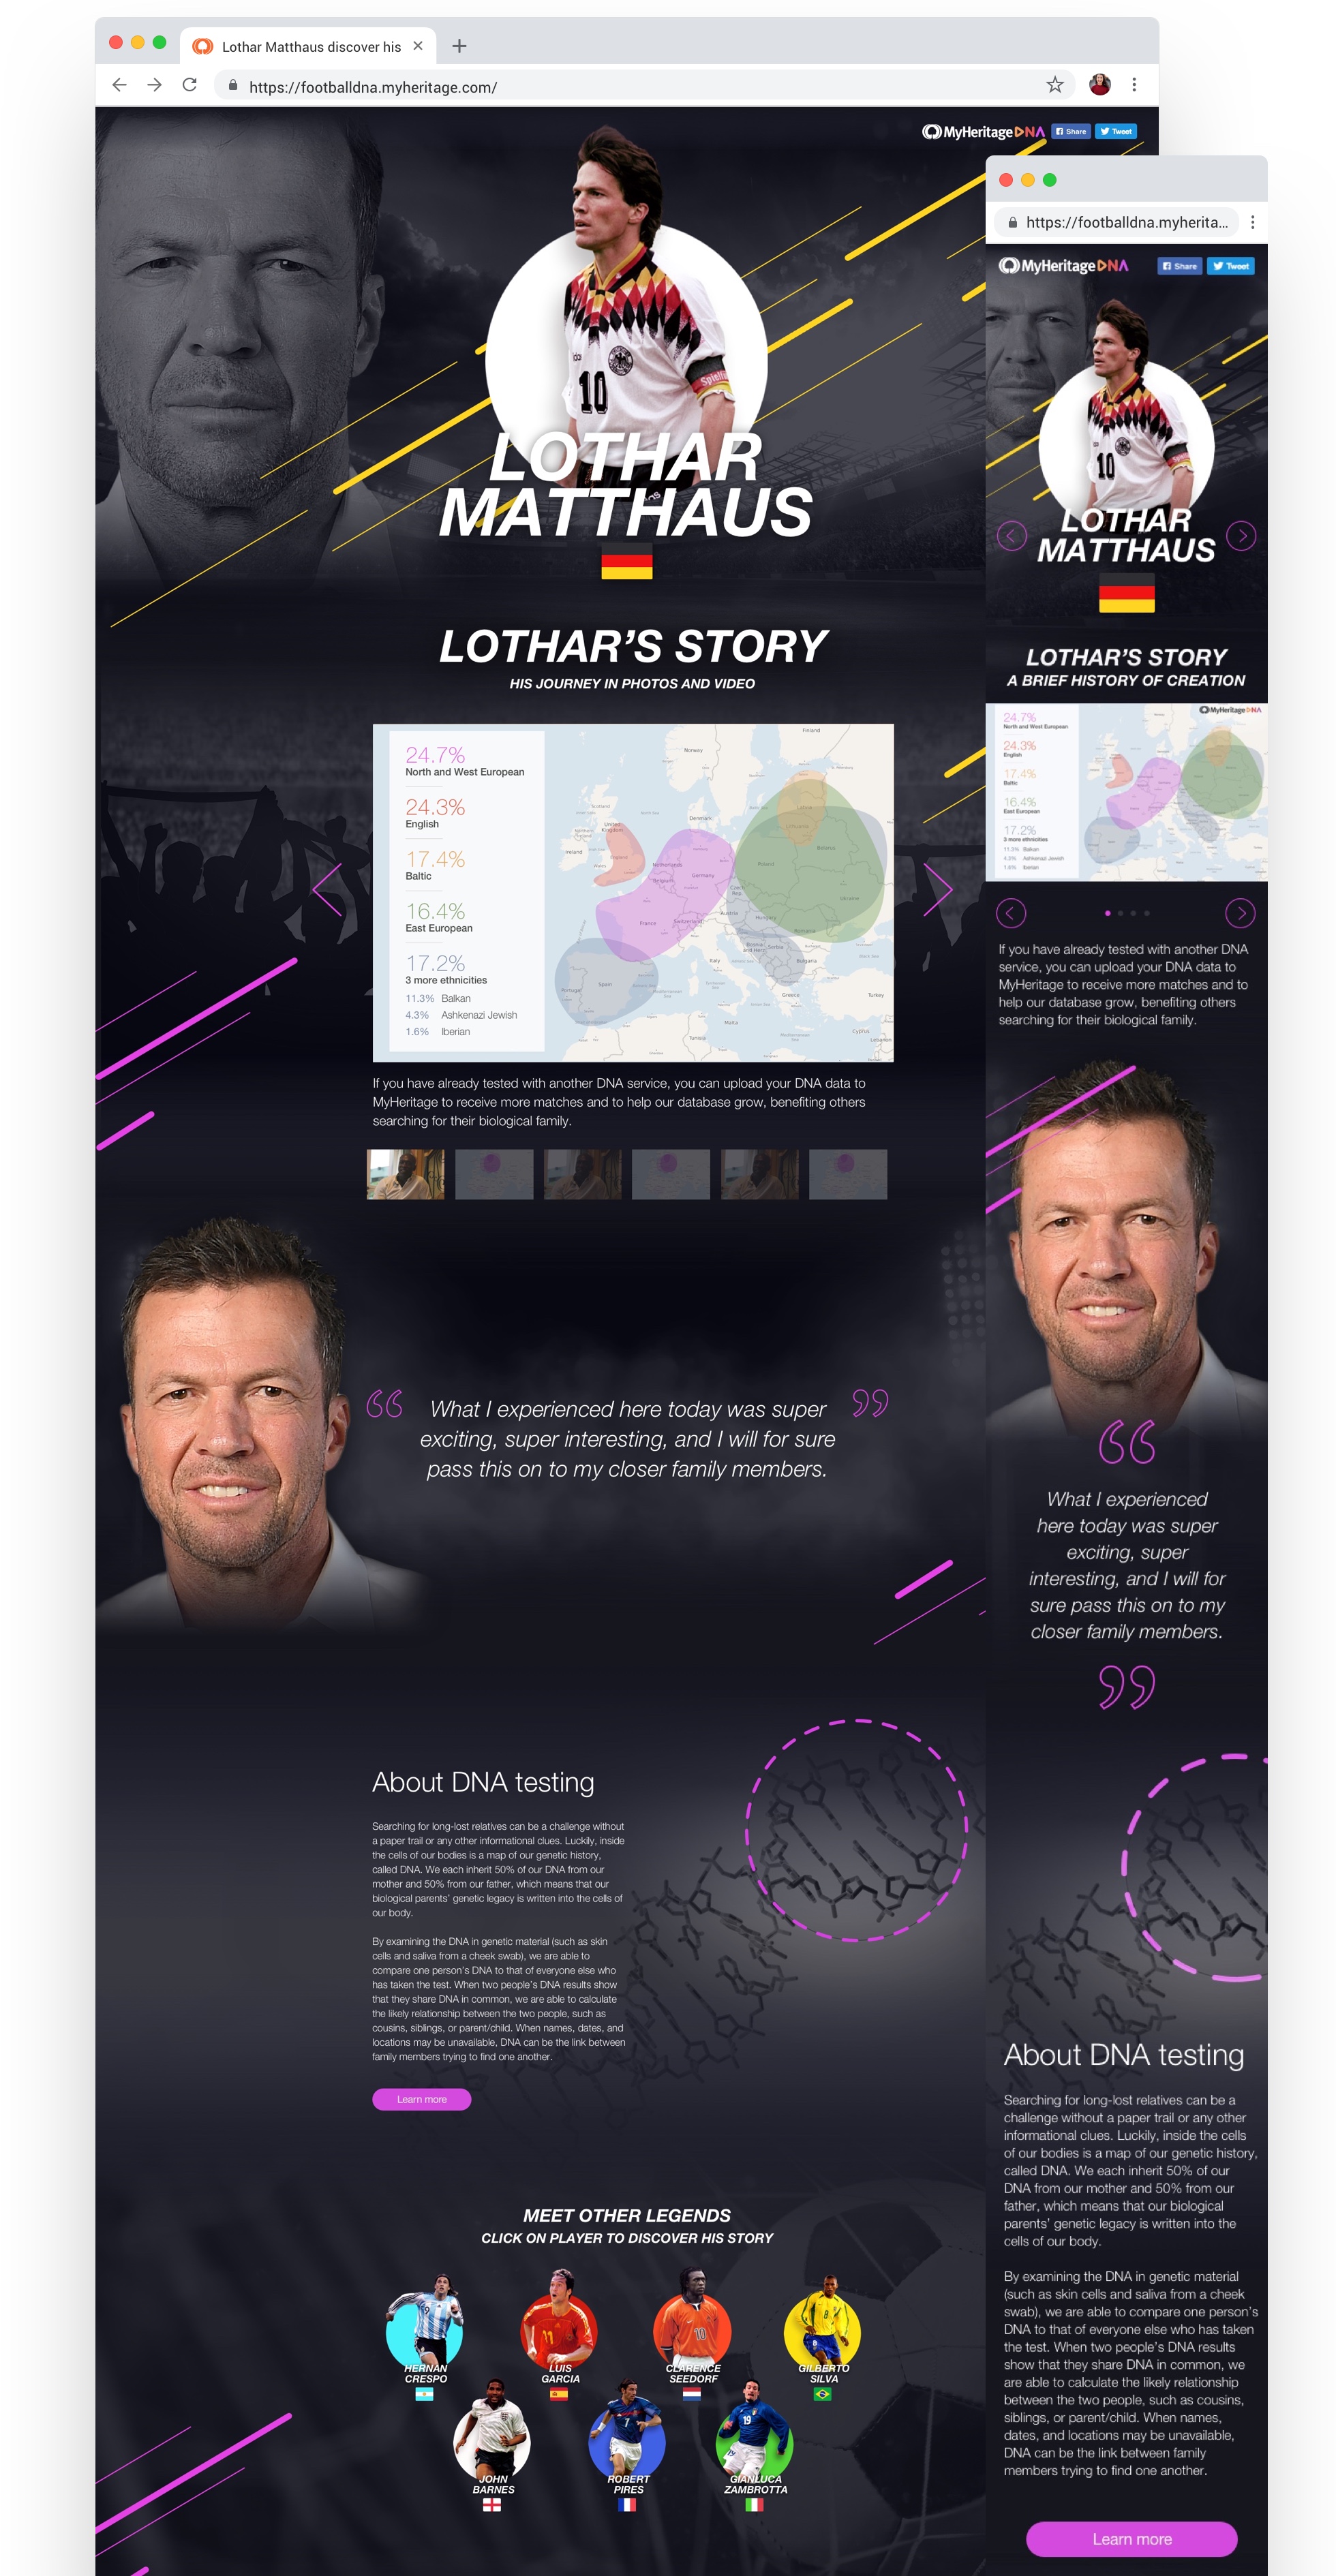 Lothar Matthaus discover his
https://footballdna.myheritage.com/
MyHeritage DNA
Share
Tweet
10
LOTHAR
MATTHAUS
LOTHAR'S STORY
HIS JOURNEY IN PHOTOS AND VIDEO
24.7%
North and West European
24.3%
English
17.4%
Baltic
16.4%
East European
17.2%
3 more ethnicities
11.3% Balkan
4.3% Ashkenazi Jewish
1.6% Iberian
Finland
Norway
Denmark
United
Kingdom
Ireland
Germany
Poland
Belarus
Ukraine
France
Austria
Hungary
Italy
Bulgaria
Portugal
Spain
Greece
Turkey
Malta
Tunisia
Cyprus
Lebanon
If you have already tested with another DNA service, you can upload your DNA data to
MyHeritage to receive more matches and to help our database grow, benefiting others
searching for their biological family.
“ What I experienced here today was super ”
exciting, super interesting, and I will for sure
pass this on to my closer family members.
About DNA testing
Searching for long-lost relatives can be a challenge without
a paper trail or any other informational clues. Luckily, inside
the cells of our bodies is a map of our genetic history,
called DNA. We each inherit 50% of our DNA from our
mother and 50% from our father, which means that our
biological parents' genetic legacy is written into the cells of
our body.
By examining the DNA in genetic material (such as skin
cells and saliva from a cheek swab), we are able to
compare one person's DNA to that of everyone else who
has taken the test. When two people's DNA results show
that they share DNA in common, we are able to calculate
the likely relationship between the two people, such as
cousins, siblings, or parent/child. When names, dates, and
locations may be unavailable, DNA can be the link between
family members trying to find one another.
Learn more
MEET OTHER LEGENDS
CLICK ON PLAYER TO DISCOVER HIS STORY
HERNAN
CRESPO
LUIS
GARCIA
CLARENCE
SEEDORF
GILBERTO
SILVA
JOHN
BARNES
ROBERT
PIRES
GIANLUCA
ZAMBROTTA
https://footballdna.myherita...
MyHeritage DNA
Share
Tweet
10
LOTHAR
MATTHAUS
LOTHAR'S STORY
A BRIEF HISTORY OF CREATION
MyHeritage DNA
24.7%
North and West European
24.3%
English
17.4%
Baltic
16.4%
East European
17.2%
3 more ethnicities
11.3% Balkan
4.3% Ashkenazi Jewish
1.6% Iberian
If you have already tested with another DNA
service, you can upload your DNA data to
MyHeritage to receive more matches and to
help our database grow, benefiting others
searching for their biological family.
“
What I experienced
here today was super
exciting, super
interesting, and I will for
sure pass this on to my
closer family members.
”
About DNA testing
Searching for long-lost relatives can be a
challenge without a paper trail or any other
informational clues. Luckily, inside the cells
of our bodies is a map of our genetic history,
called DNA. We each inherit 50% of our
DNA from our mother and 50% from our
father, which means that our biological
parents' genetic legacy is written into the
cells of our body.
By examining the DNA in genetic material
(such as skin cells and saliva from a cheek
swab), we are able to compare one person's
DNA to that of everyone else who has taken
the test. When two people's DNA results
show that they share DNA in common, we
are able to calculate the likely relationship
between the two people, such as cousins,
siblings, or parent/child. When names,
dates, and locations may be unavailable,
DNA can be the link between family
members trying to find one another.
Learn more